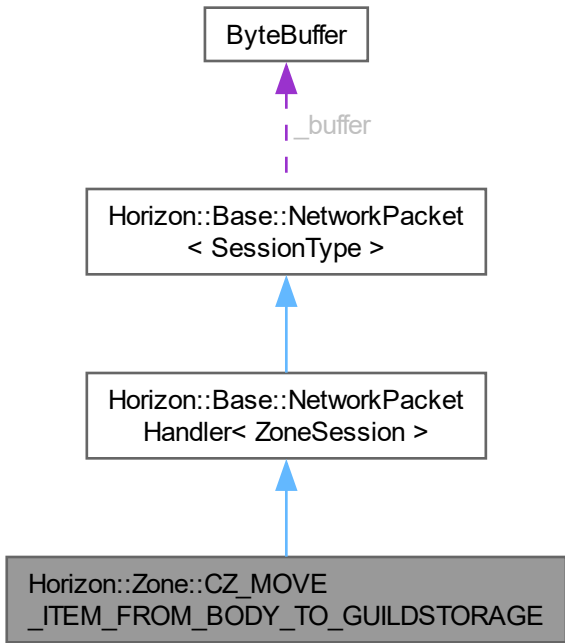 ByteBuffer
_buffer
Horizon::Base::NetworkPacket
< SessionType >
Horizon::Base::NetworkPacket
Handler< ZoneSession >
Horizon::Zone::CZ_MOVE
_ITEM_FROM_BODY_TO_GUILDSTORAGE